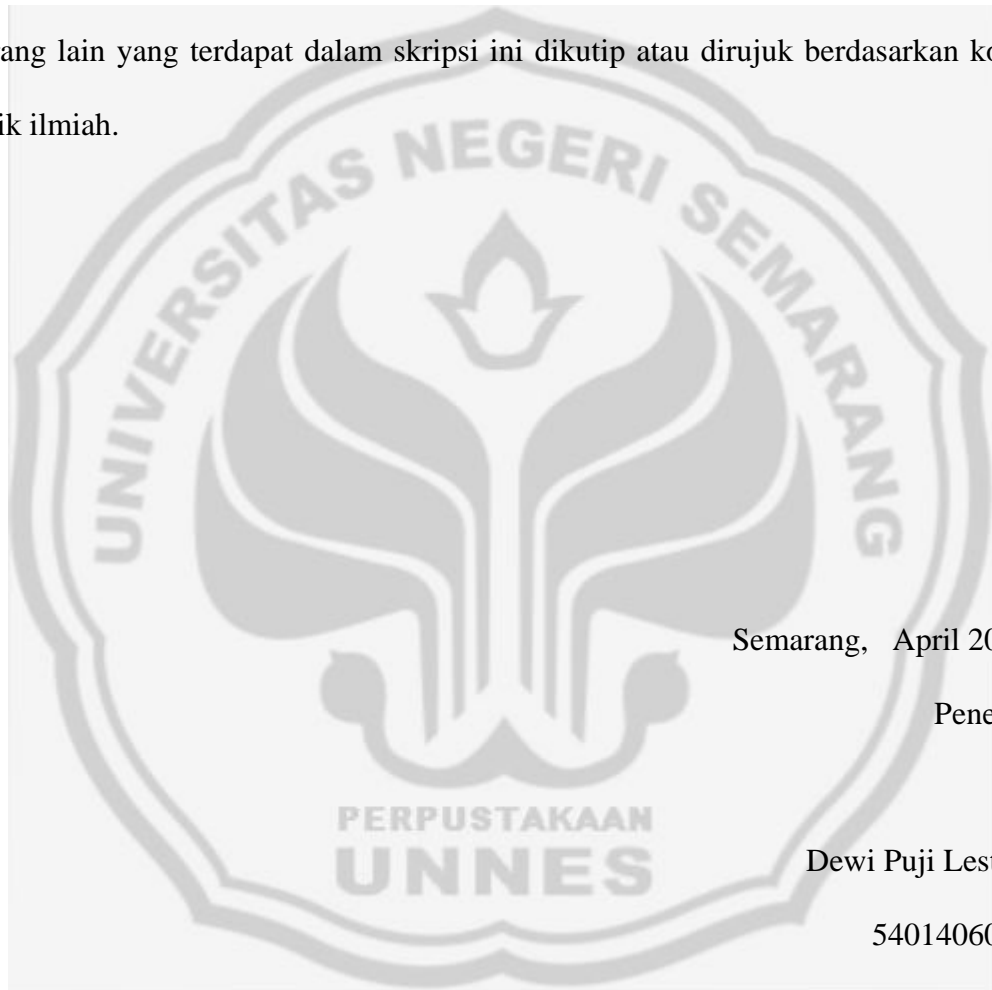 rang lain yang terdapat dalam skripsi ini dikutip atau dirujuk berdasarkan ko
ik ilmiah.
UNIVERSITAS NEGERI SEMARANG
Semarang, April 20
Pene
PERPUSTAKAAN
UNNES
Dewi Puji Lest
54014060